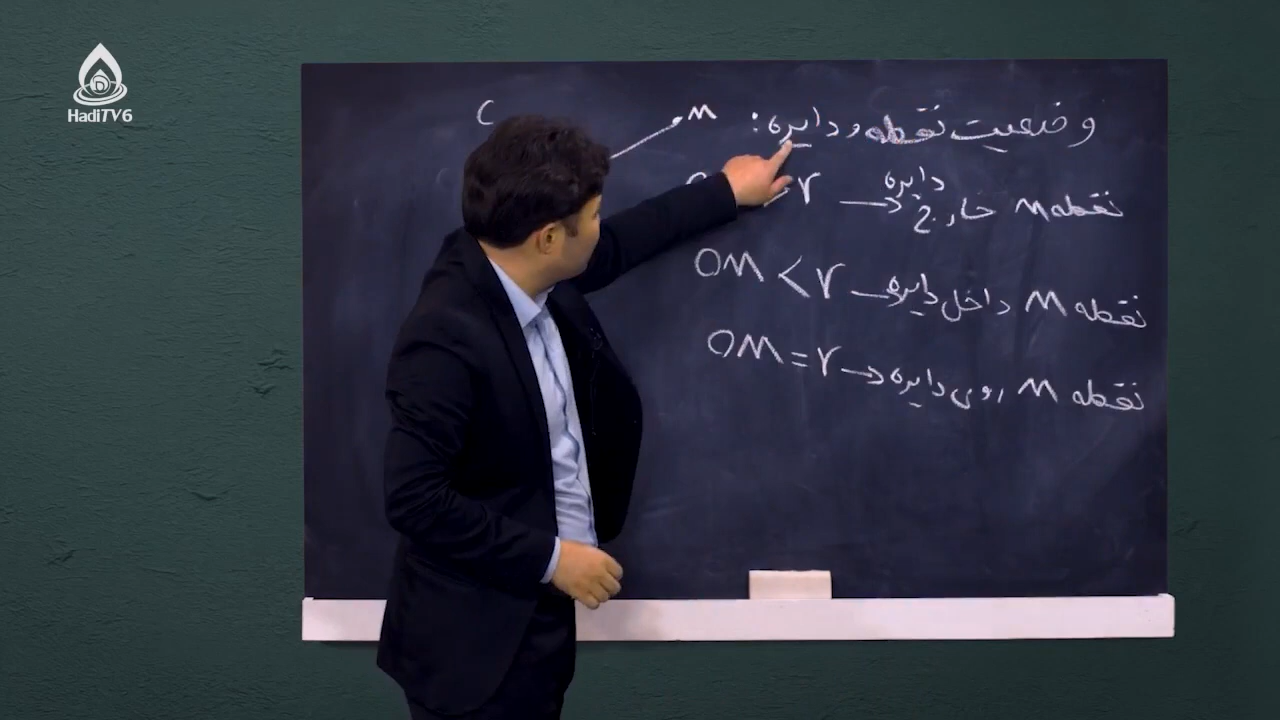 HadiTV6
C
M
وضعیت نقطه و دایره:
نقطه M خارج دایره ← r
نقطه M داخل دایره ← OM < r
نقطه M روی دایره ← OM = r